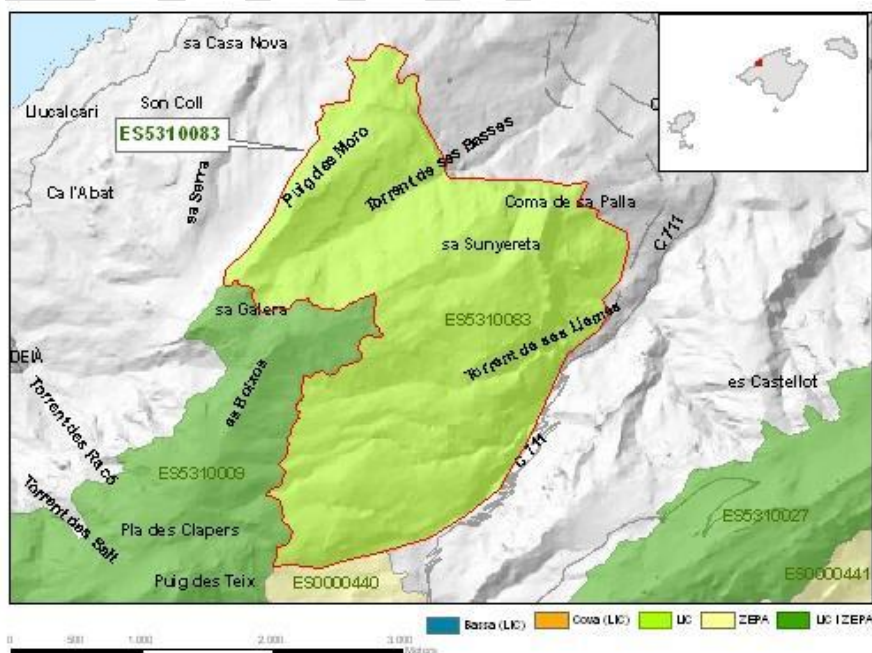 sa Casa Nova
Llucalcari
Son Coll
ES5310083
Puig des Moro
Torrent de ses Basses
sa Serra
Ca l'Abat
Coma de sa Palla
sa Sunyereta
C 711
sa Galera
ES5310083
Torrent de ses Llames
DEIÀ
es Boixos
es Castellot
Torrent des Racó
ES5310009
C 711
Torrent des Salt
Pla des Clapers
ES5310027
Puig des Teix
ES0000440
ES0000441
Bassa (LIC) Cova (LIC) LIC ZEPA LIC I ZEPA
0 500 1.000 2.000 3.000
Meters